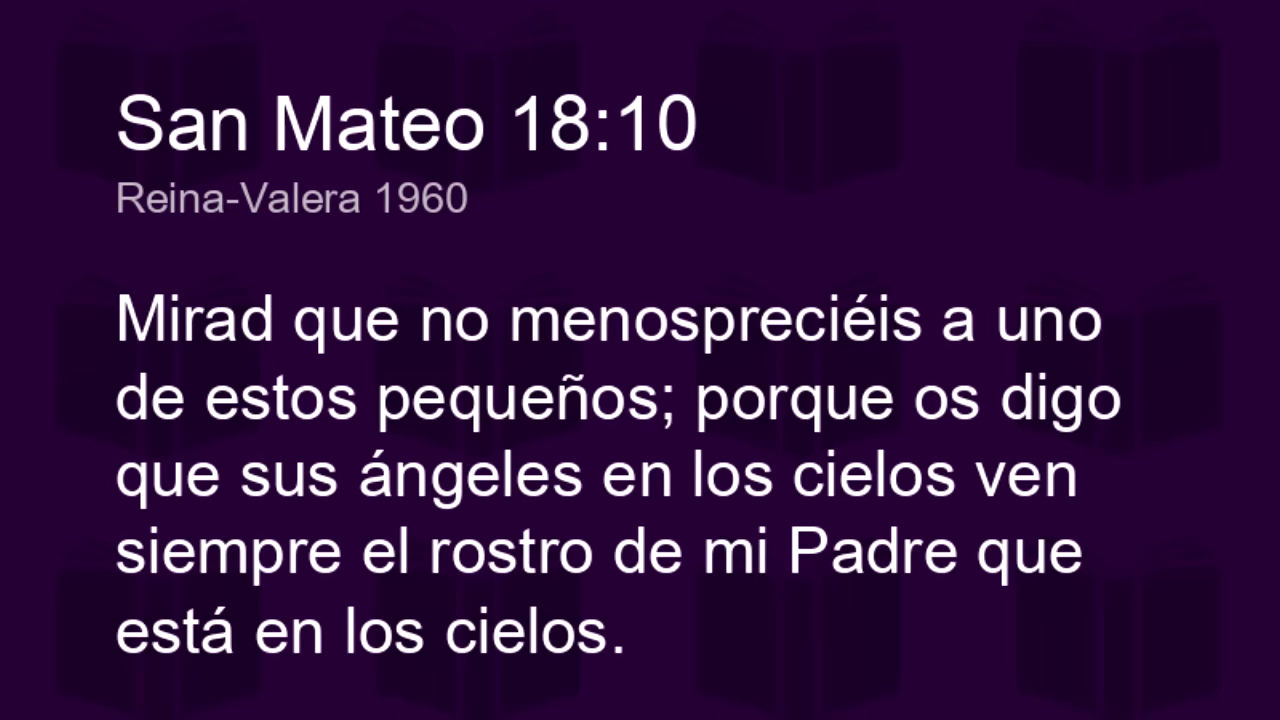 San Mateo 18:10
Reina-Valera 1960
Mirad que no menospreciéis a uno
de estos pequeños; porque os digo
que sus ángeles en los cielos ven
siempre el rostro de mi Padre que
está en los cielos.